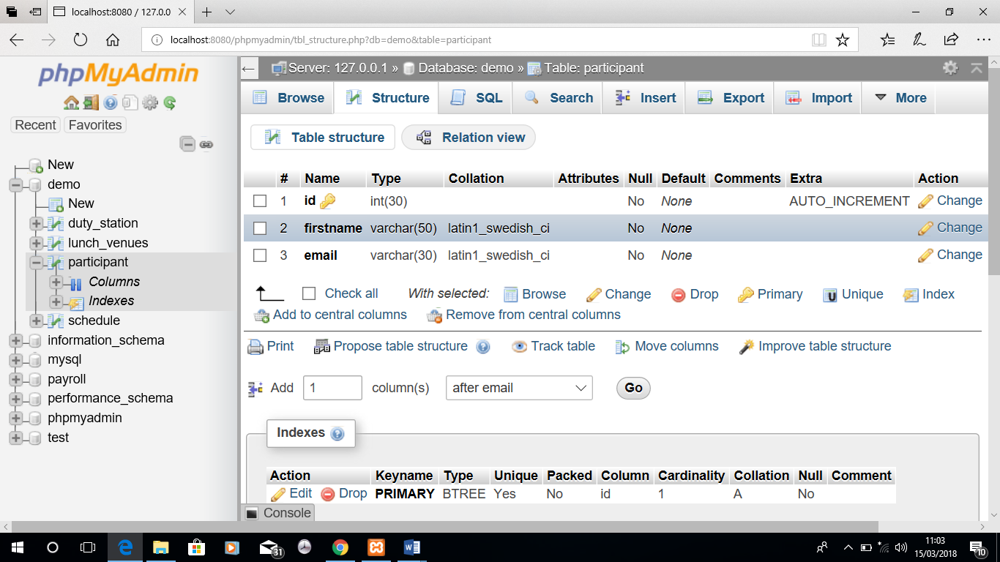 localhost:8080 / 127.0.0
localhost:8080/phpmyadmin/tbl_structure.php?db=demo&table=participant
phpMyAdmin
Recent Favorites
New
demo
New
duty_station
lunch_venues
participant
Columns
Indexes
schedule
information_schema
mysql
payroll
performance_schema
phpmyadmin
test
Server: 127.0.0.1 » Database: demo » Table: participant
Browse Structure SQL Search Insert Export Import More
Table structure Relation view
# Name Type Collation Attributes Null Default Comments Extra Action
1 id int(30) No None AUTO_INCREMENT Change
2 firstname varchar(50) latin1_swedish_ci No None Change
3 email varchar(30) latin1_swedish_ci No None Change
Check all With selected: Browse Change Drop Primary Unique Index
Add to central columns Remove from central columns
Print Propose table structure Track table Move columns Improve table structure
Add 1 column(s) after email Go
Indexes
Action Keyname Type Unique Packed Column Cardinality Collation Null Comment
Edit Drop PRIMARY BTREE Yes No id 1 A No
Console
31
11:03
15/03/2018
10